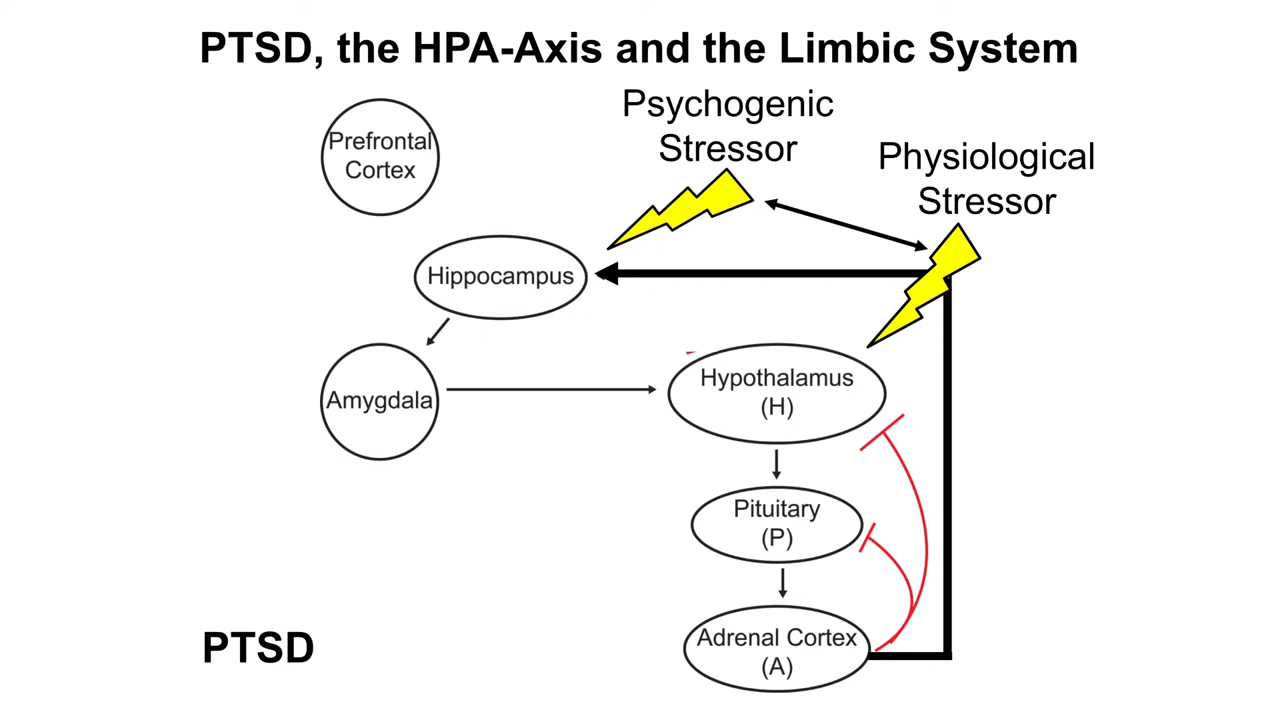 PTSD, the HPA-Axis and the Limbic System
Psychogenic
Stressor
Physiological
Stressor
Prefrontal
Cortex
Hippocampus
Amygdala
Hypothalamus
(H)
Pituitary
(P)
Adrenal Cortex
(A)
PTSD